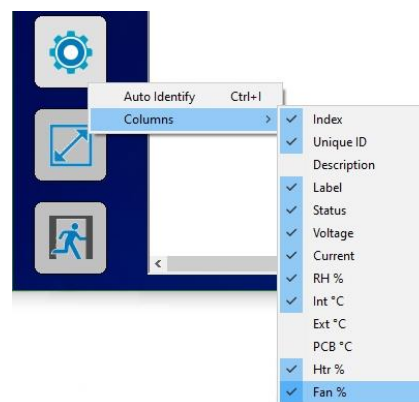 Auto Identify Ctrl+I
Columns
Index
Unique ID
Description
Label
Status
Voltage
Current
RH %
Int °C
Ext °C
PCB °C
Htr %
Fan %